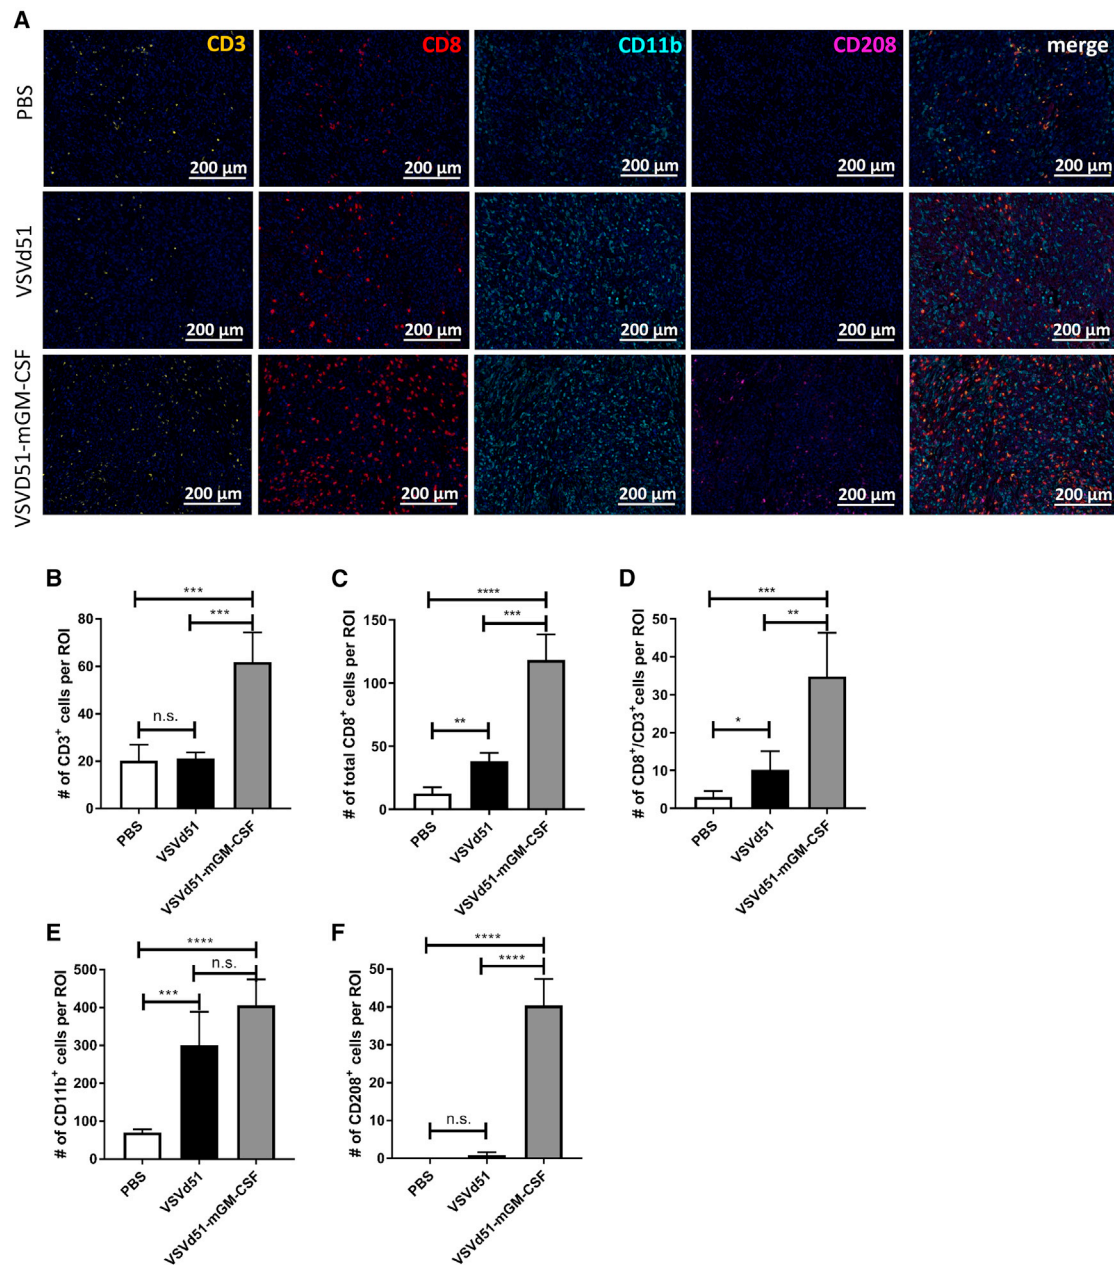 A
CD3 CD8 CD11b CD208 merge
PBS
200 µm 200 µm 200 µm 200 µm 200 µm
VSVd51
200 µm 200 µm 200 µm 200 µm 200 µm
VSVD51-mGM-CSF
200 µm 200 µm 200 µm 200 µm 200 µm
B
# of CD3+ cells per ROI
80
60
40
20
0
***
***
n.s.
PBS
VSVd51
VSVd51-mGM-CSF
C
# of total CD8+ cells per ROI
150
100
50
0
****
***
**
PBS
VSVd51
VSVd51-mGM-CSF
D
# of CD8+/CD3+cells per ROI
50
40
30
20
10
0
***
**
*
PBS
VSVd51
VSVd51-mGM-CSF
E
# of CD11b+ cells per ROI
500
400
300
200
100
0
****
n.s.
***
PBS
VSVd51
VSVd51-mGM-CSF
F
# of CD208+ cells per ROI
50
40
30
20
10
0
****
****
n.s.
PBS
VSVd51
VSVd51-mGM-CSF